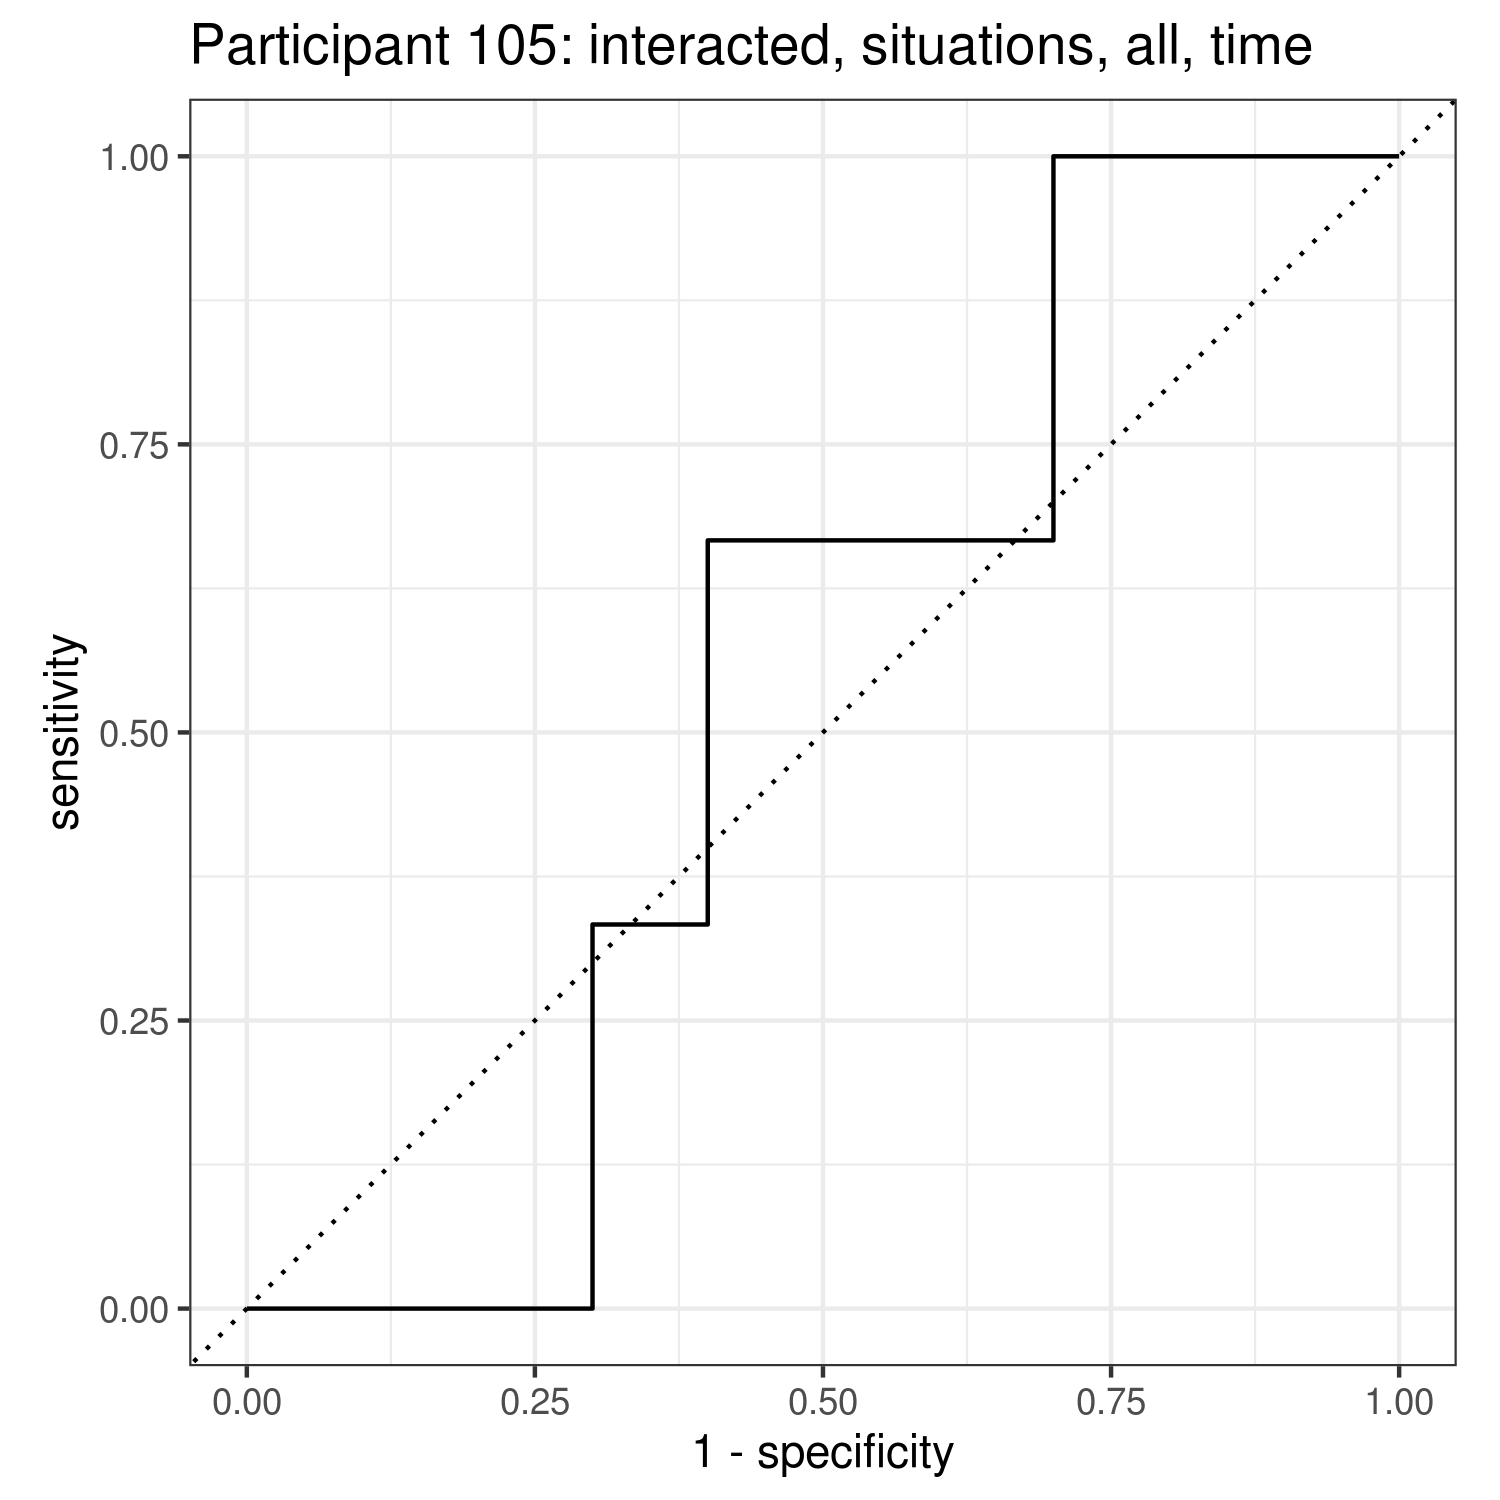 Participant 105: interacted, situations, all, time
1.00
0.75
0.50
0.25
0.00
sensitivity
0.00 0.25 0.50 0.75 1.00
1 - specificity